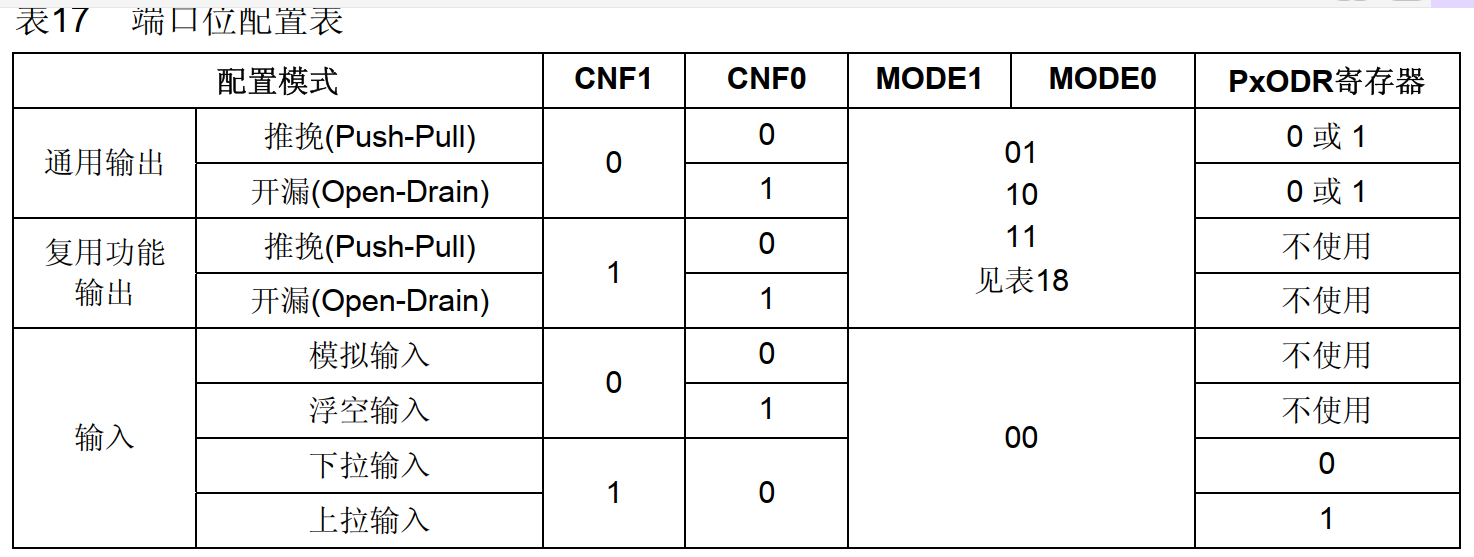 表17 端口位配置表
配置模式 CNF1 CNF0 MODE1 MODE0 PxODR寄存器
通用输出 推挽(Push-Pull) 0 0 01 0 或 1
开漏(Open-Drain) 1 10 0 或 1
复用功能
输出 推挽(Push-Pull) 1 0 11 不使用
开漏(Open-Drain) 1 见表18 不使用
输入 模拟输入 0 0 00 不使用
浮空输入 1 不使用
下拉输入 1 0 0
上拉输入 1